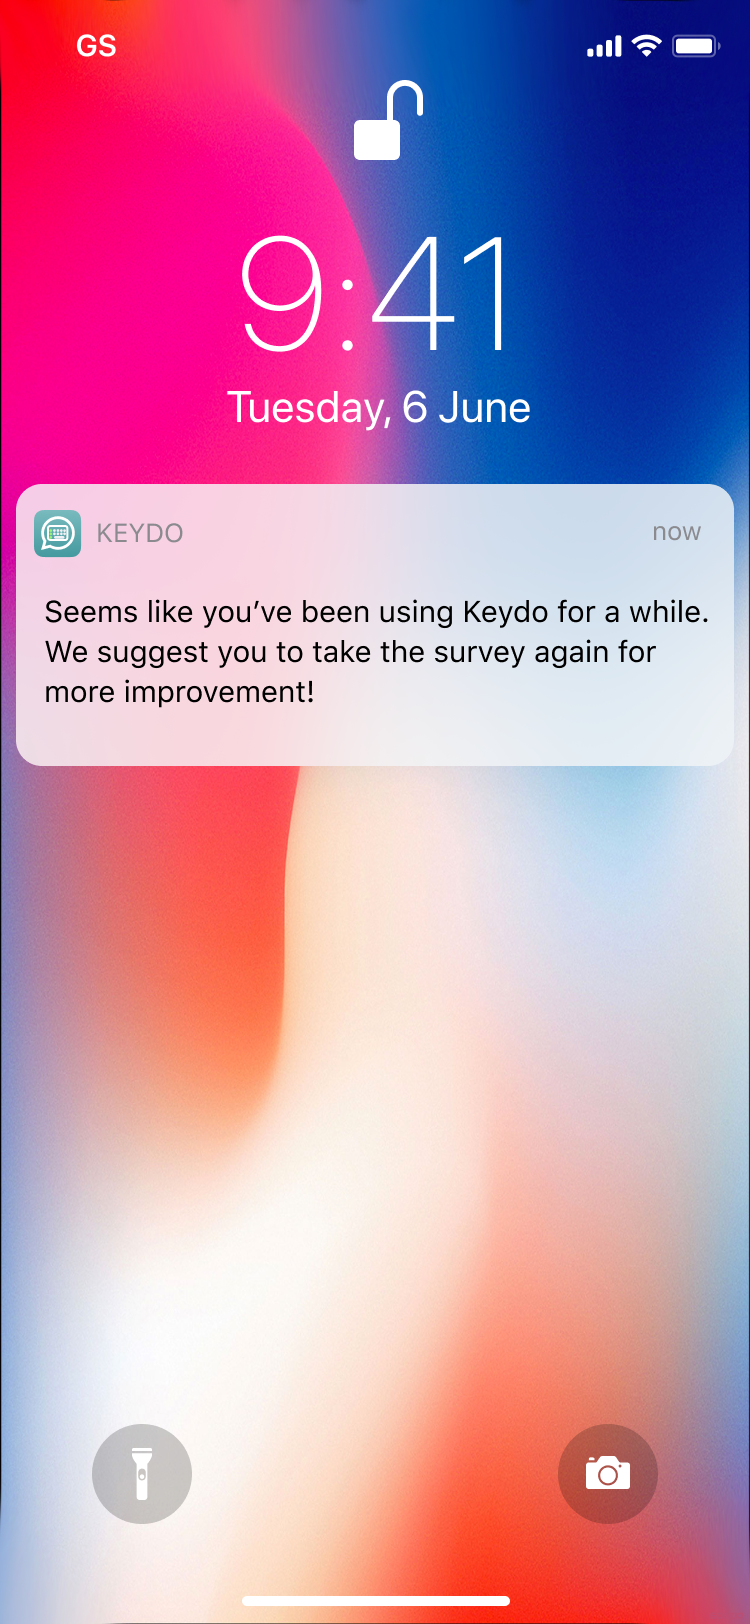 GS
9:41
Tuesday, 6 June
KEYDO
now
Seems like you’ve been using Keydo for a while.
We suggest you to take the survey again for
more improvement!